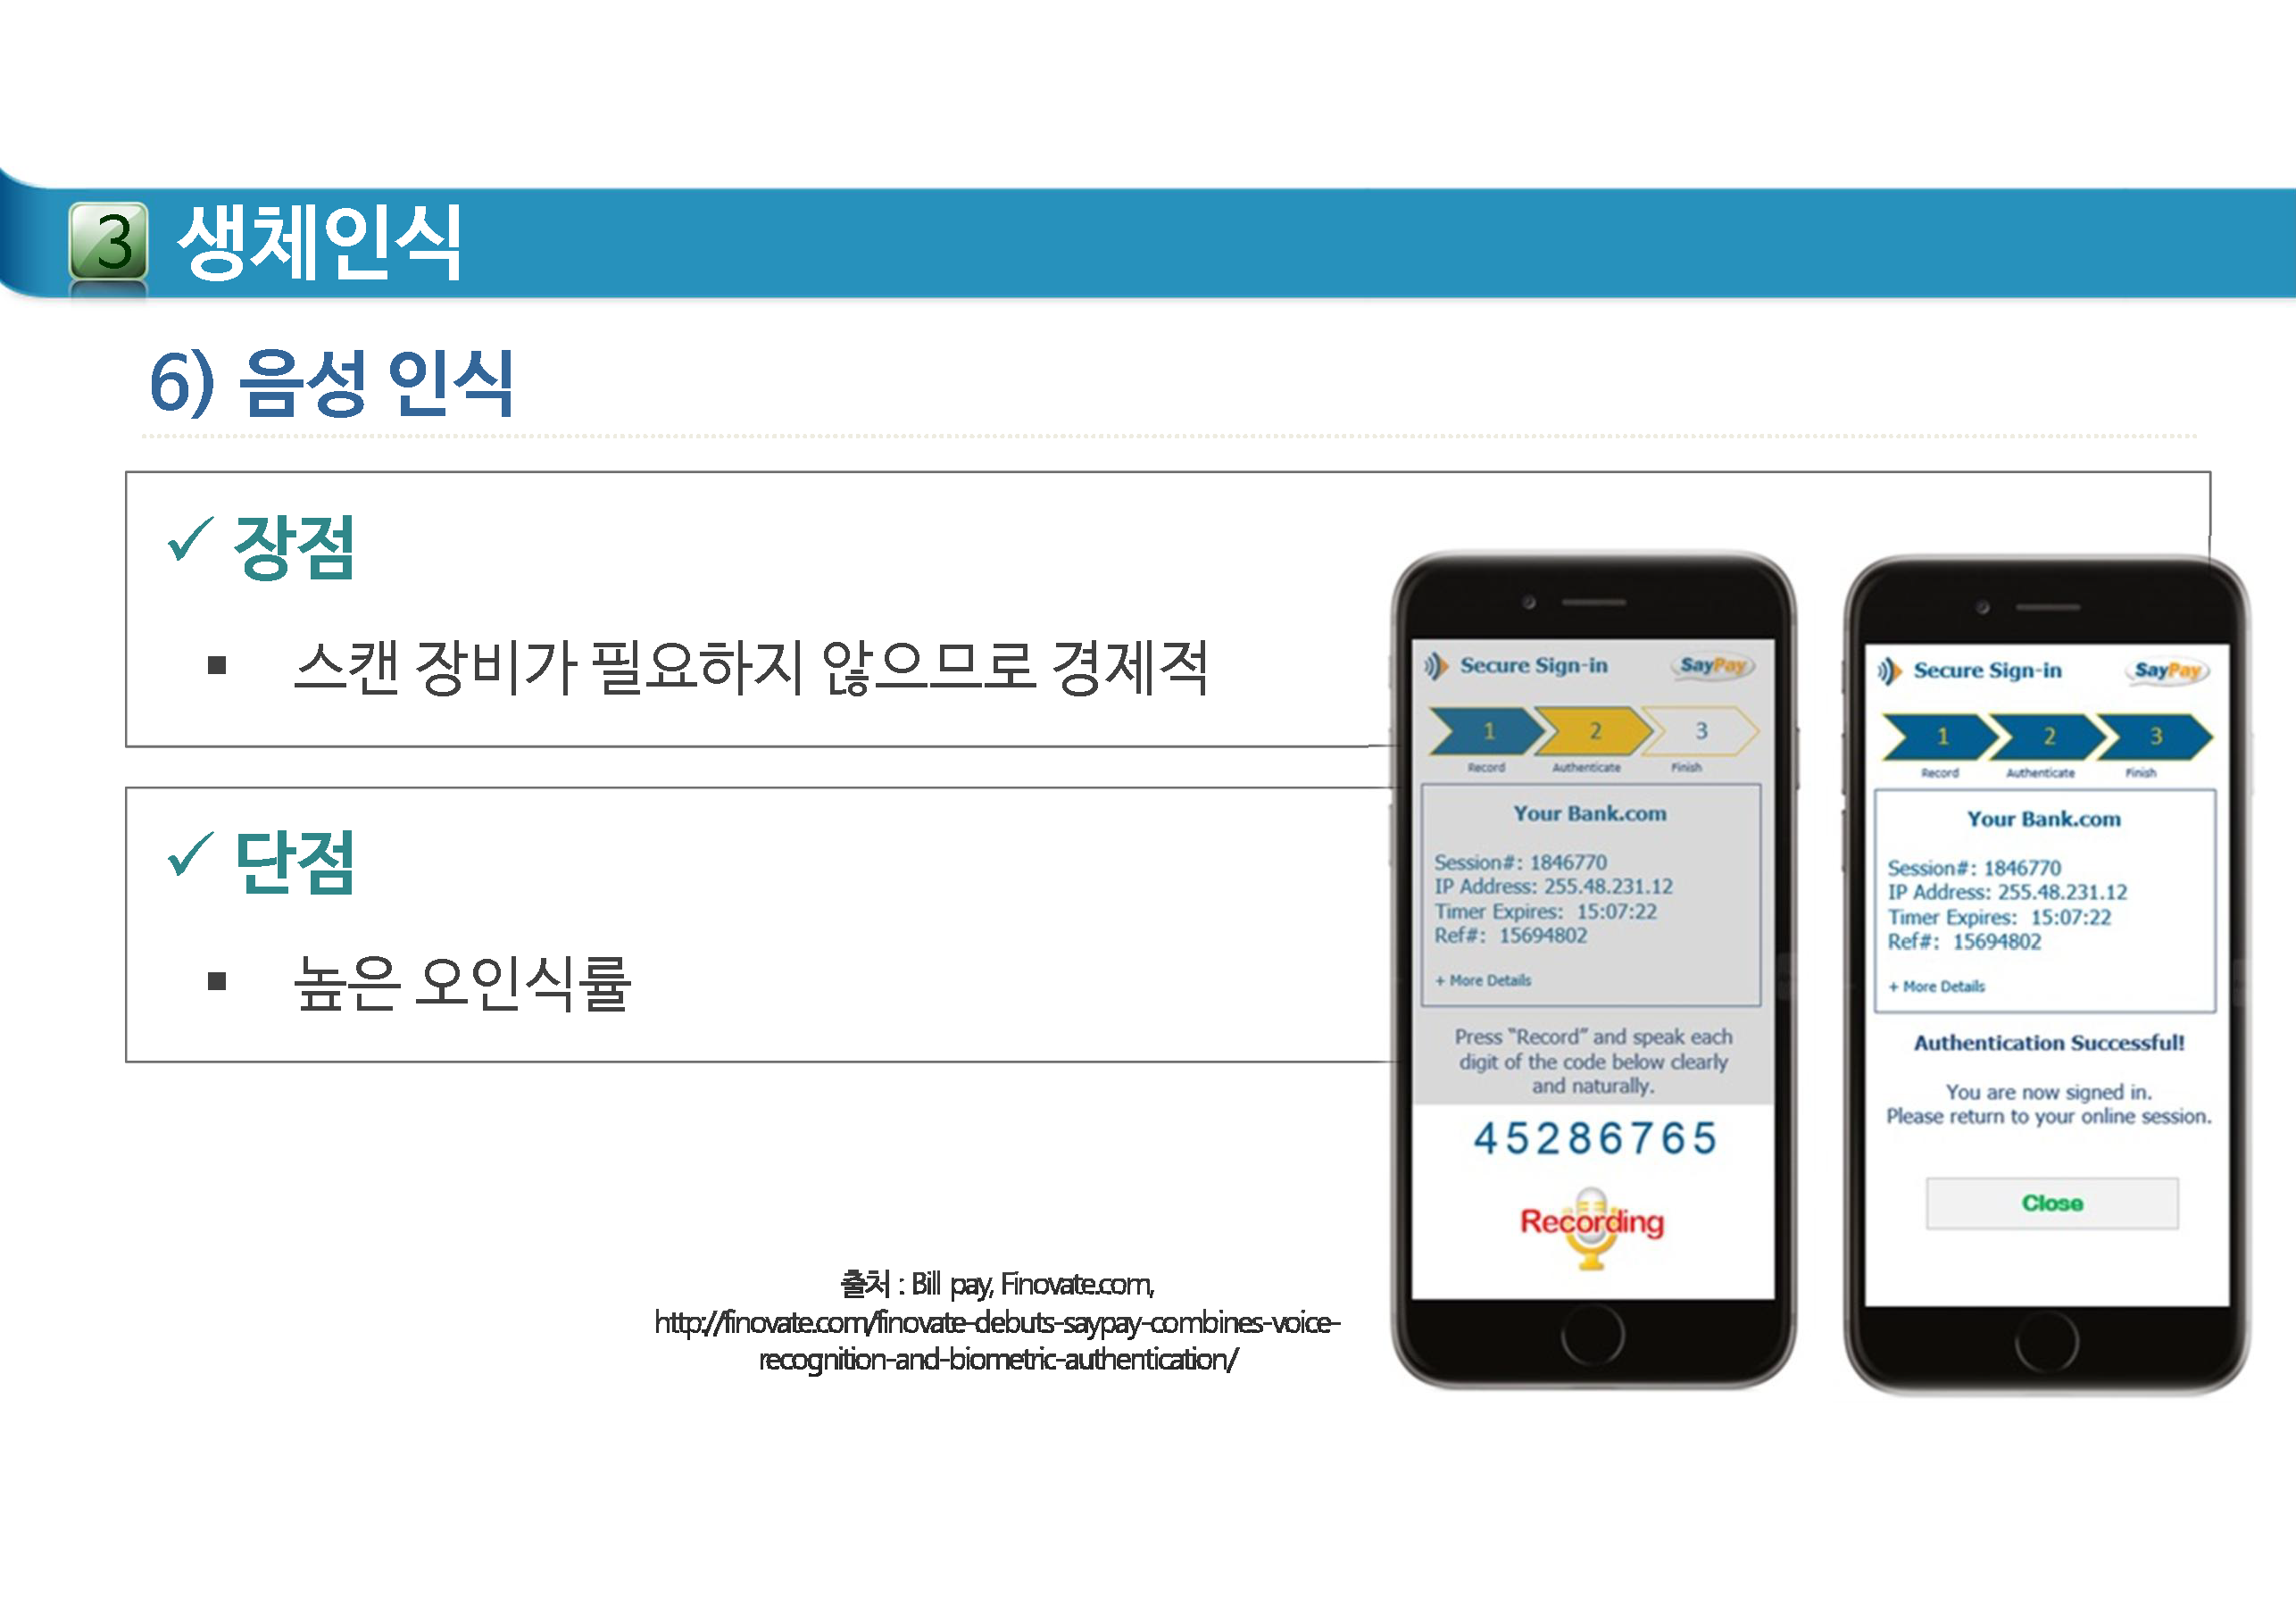 3 생체인식
6) 음성 인식
✓ 장점
▪ 스캔 장비가 필요하지 않으므로 경제적
✓ 단점
▪ 높은 오인식률
출처 : Bill pay, Finovate.com,
http://finovate.com/finovate-debuts-saypay-combines-voice-
recognition-and-biometric-authentication/
Secure Sign-in SayPay
1 2 3
Record Authenticate Finish
Your Bank.com
Session#: 1846770
IP Address: 255.48.231.12
Timer Expires: 15:07:22
Ref#: 15694802
+ More Details
Press "Record" and speak each
digit of the code below clearly
and naturally.
45286765
Recording
Secure Sign-in SayPay
1 2 3
Record Authenticate Finish
Your Bank.com
Session#: 1846770
IP Address: 255.48.231.12
Timer Expires: 15:07:22
Ref#: 15694802
+ More Details
Authentication Successful!
You are now signed in.
Please return to your online session.
Close